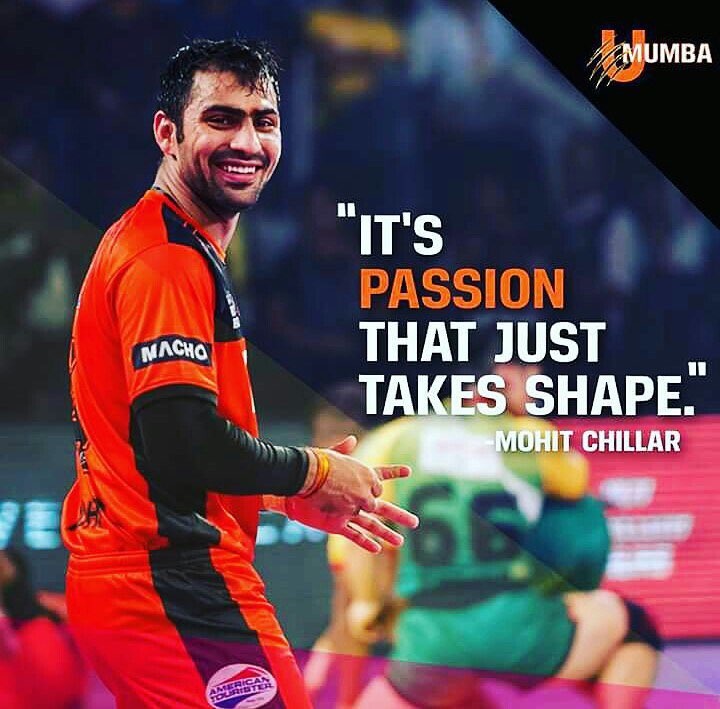 U MUMBA
"IT'S
PASSION
THAT JUST
TAKES SHAPE."
-MOHIT CHILLAR
MACHO
66
AMERICAN
TOURISTER